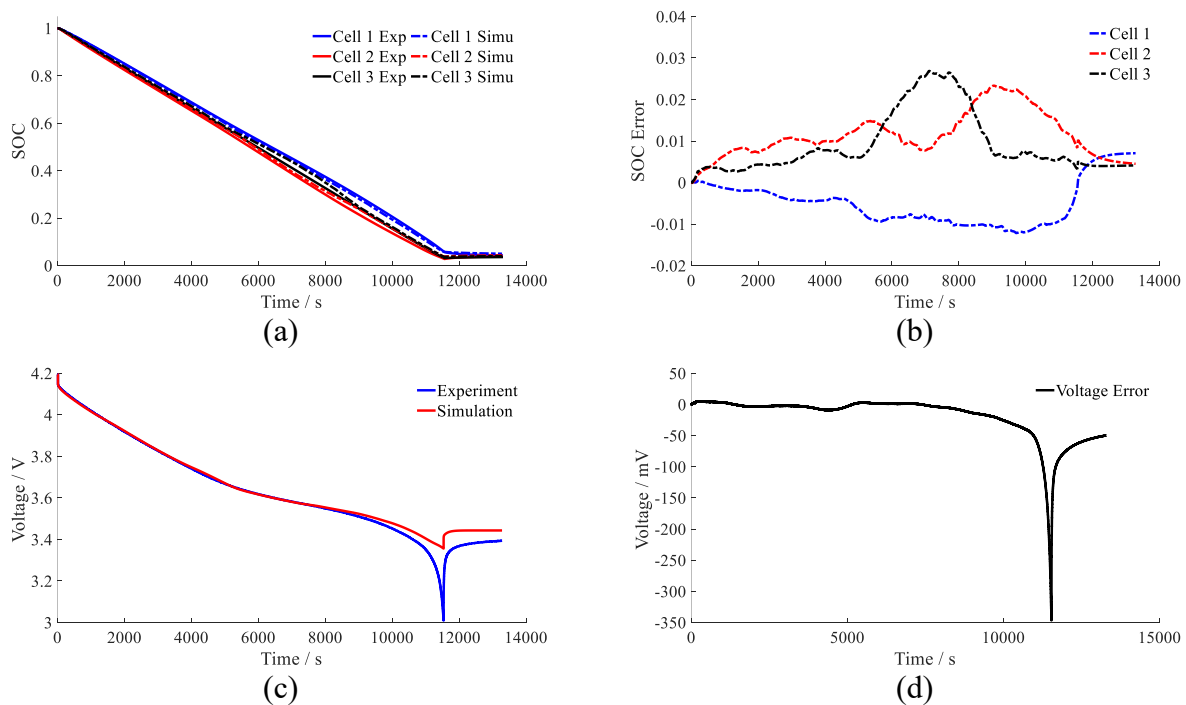 1
0.8
0.6
0.4
0.2
0
SOC
0 2000 4000 6000 8000 10000 12000 14000
Time / s
Cell 1 Exp Cell 1 Simu
Cell 2 Exp Cell 2 Simu
Cell 3 Exp Cell 3 Simu
(a)
0.04
0.03
0.02
0.01
0
-0.01
-0.02
SOC Error
0 2000 4000 6000 8000 10000 12000 14000
Time / s
Cell 1
Cell 2
Cell 3
(b)
4.2
4
3.8
3.6
3.4
3.2
3
Voltage / V
0 2000 4000 6000 8000 10000 12000 14000
Time / s
Experiment
Simulation
(c)
50
0
-50
-100
-150
-200
-250
-300
-350
Voltage / mV
0 5000 10000 15000
Time / s
Voltage Error
(d)